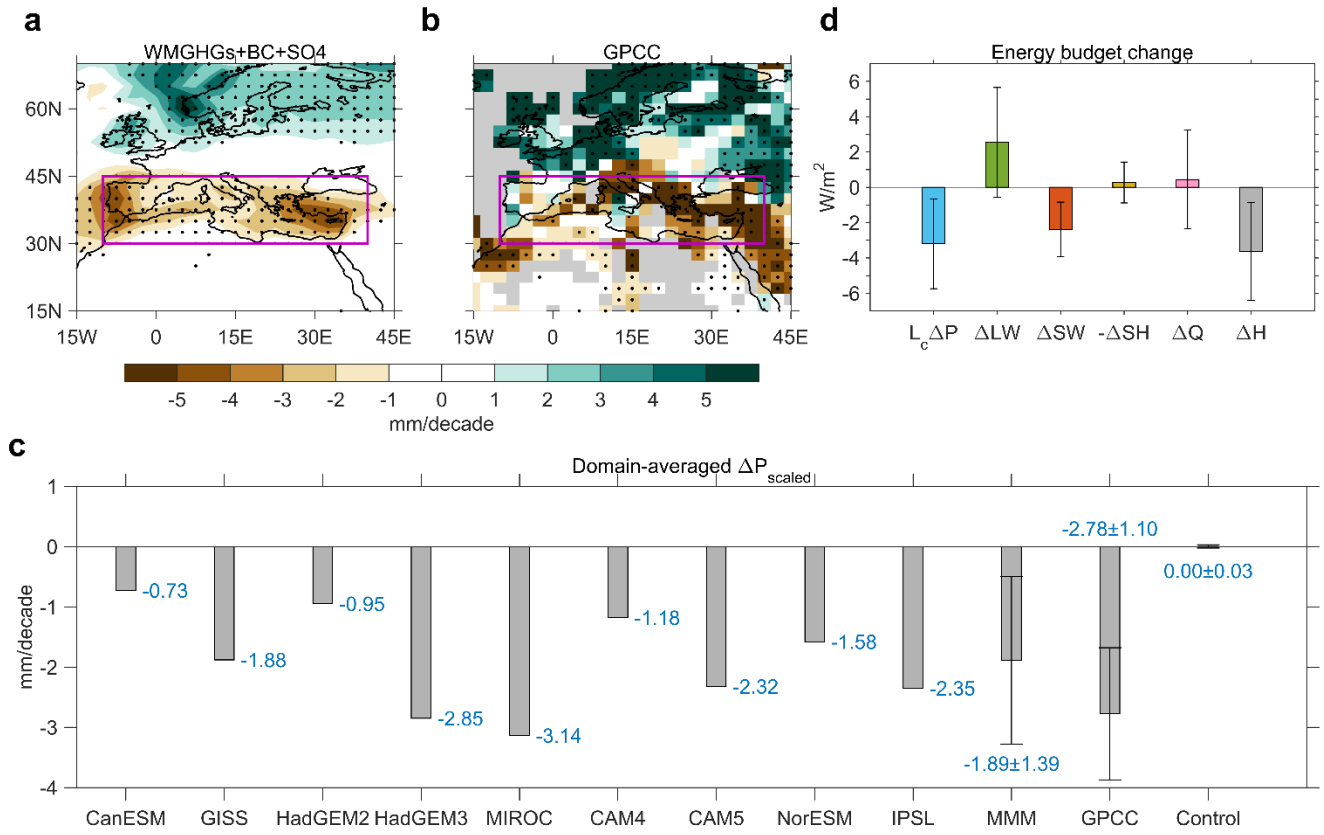 a
WMGHGs+BC+SO4
60N
45N
30N
15N
15W 0 15E 30E 45E
b
GPCC
15W 0 15E 30E 45E
-5 -4 -3 -2 -1 0 1 2 3 4 5
mm/decade
d
Energy budget change
W/m²
6
4
2
0
-2
-4
-6
L_cΔP ΔLW ΔSW -ΔSH ΔQ ΔH
c
Domain-averaged ΔP_scaled
mm/decade
1
0
-1
-2
-3
-4
-0.73
-1.88
-0.95
-2.85
-3.14
-1.18
-2.32
-1.58
-2.35
-1.89±1.39
-2.78±1.10
0.00±0.03
CanESM GISS HadGEM2 HadGEM3 MIROC CAM4 CAM5 NorESM IPSL MMM GPCC Control